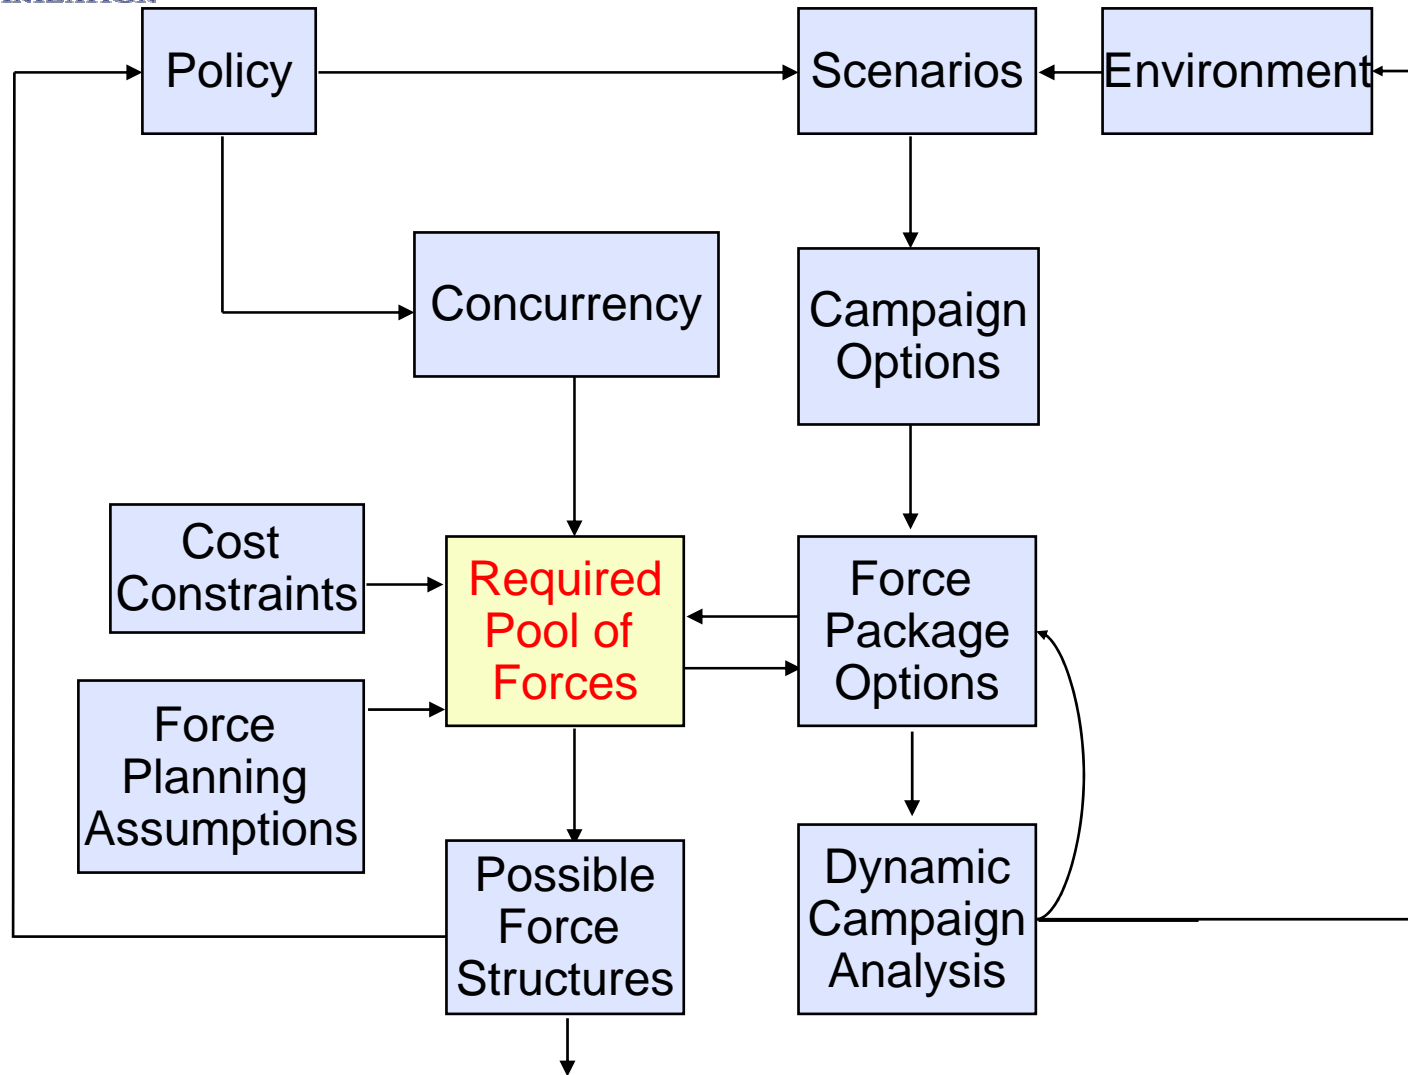 Policy
Scenarios
Environment
Concurrency
Campaign
Options
Cost
Constraints
Required
Pool of
Forces
Force
Package
Options
Force
Planning
Assumptions
Possible
Force
Structures
Dynamic
Campaign
Analysis